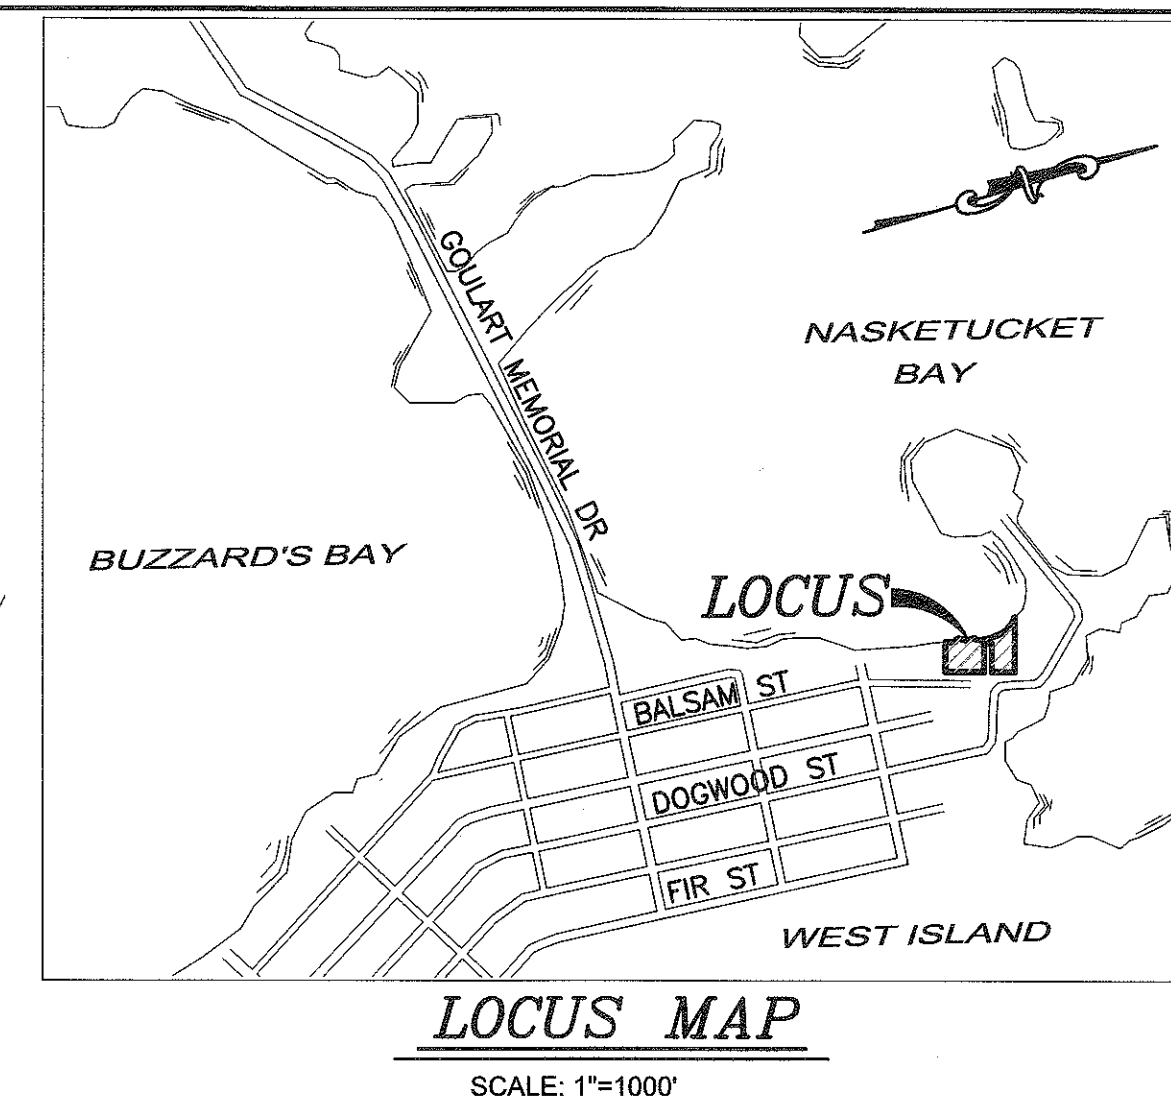 GOULART MEMORIAL DR
NASKETUCKET
BAY
BUZZARD'S BAY
LOCUS
BALSAM ST
DOGWOOD ST
FIR ST
WEST ISLAND
LOCUS MAP
SCALE: 1"=1000'